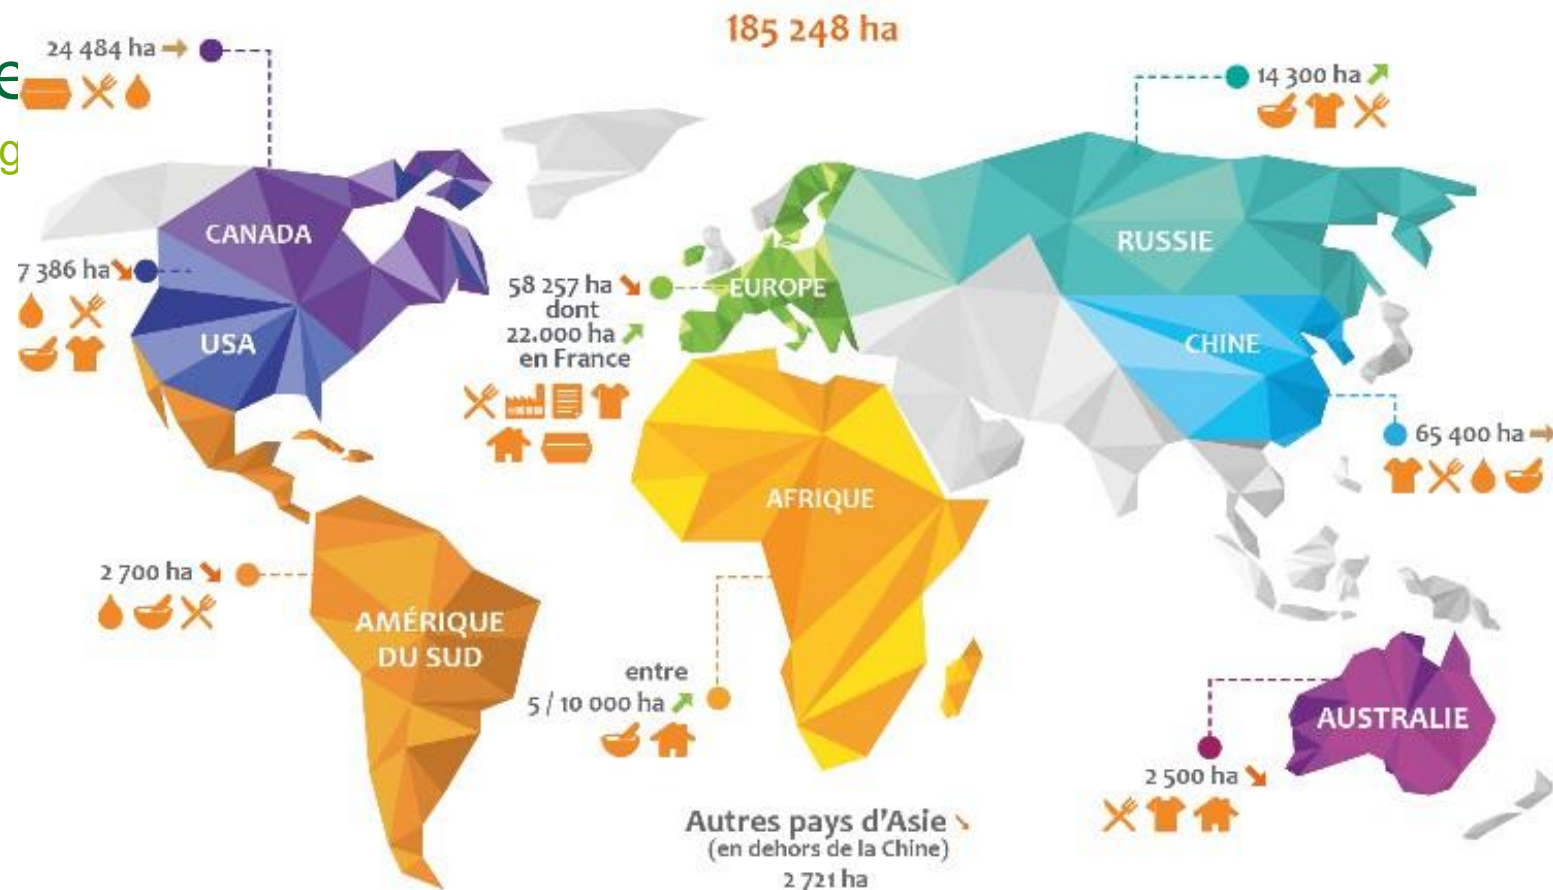 185 248 ha
24 484 ha
14 300 ha
CANADA
RUSSIE
7 386 ha
USA
58 257 ha
dont
22.000 ha
en France
EUROPE
CHINE
65 400 ha
AFRIQUE
2 700 ha
AMÉRIQUE
DU SUD
entre
5 / 10 000 ha
AUSTRALIE
2 500 ha
Autres pays d'Asie
(en dehors de la Chine)
2 721 ha